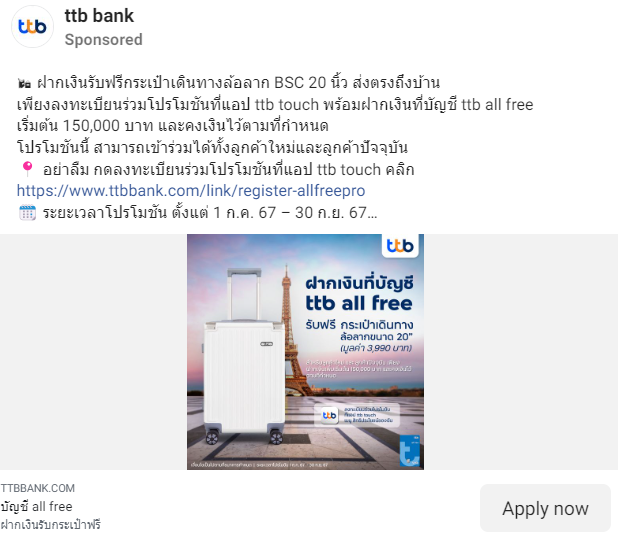 ttb bank
Sponsored
ฝากเงินรับฟรีกระเป๋าเดินทางล้อลาก BSC 20 นิ้ว ส่งตรงถึงบ้าน
เพียงลงทะเบียนร่วมโปรโมชันที่แอป ttb touch พร้อมฝากเงินที่บัญชี ttb all free
เริ่มต้น 150,000 บาท และคงเงินไว้ตามที่กำหนด
โปรโมชันนี้ สามารถเข้าร่วมได้ทั้งลูกค้าใหม่และลูกค้าปัจจุบัน
📍 อย่าลืม กดลงทะเบียนร่วมโปรโมชันที่แอป ttb touch คลิก
https://www.ttbbank.com/link/register-allfreepro
🗓️ ระยะเวลาโปรโมชัน ตั้งแต่ 1 ก.ค. 67 – 30 ก.ย. 67...
ttb
ฝากเงินที่บัญชี
ttb all free
รับฟรี กระเป๋าเดินทาง
ล้อลากขนาด 20"
(มูลค่า 3,990 บาท)
ttb
TTBBANK.COM
บัญชี all free
ฝากเงินรับกระเป๋าฟรี
Apply now